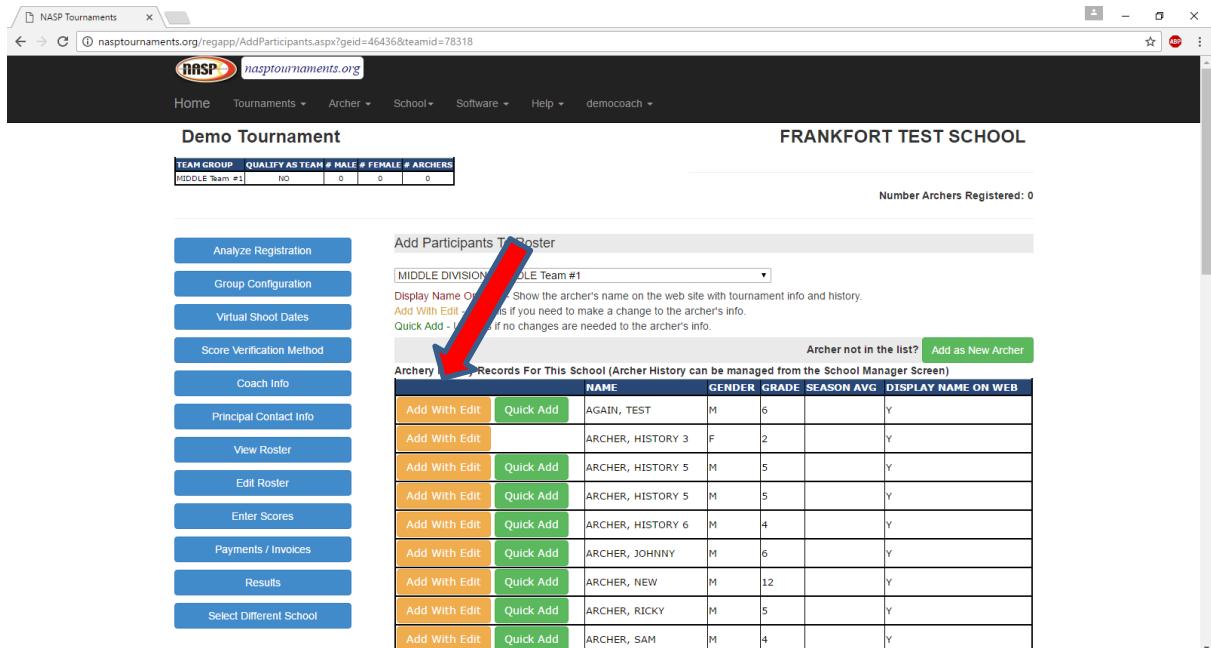 NASP Tournaments
nasptournaments.org/regapp/AddParticipants.aspx?geid=46436&teamid=78318
ABP
NASP nasptournaments.org
Home Tournaments Archer School Software Help democoach
Demo Tournament
FRANKFORT TEST SCHOOL
TEAM GROUP QUALIFY AS TEAM # MALE # FEMALE # ARCHERS
MIDDLE Team #1 NO 0 0 0
Number Archers Registered: 0
Analyze Registration
Group Configuration
Virtual Shoot Dates
Score Verification Method
Coach Info
Principal Contact Info
View Roster
Edit Roster
Enter Scores
Payments / Invoices
Results
Select Different School
Add Participants Roster
MIDDLE DIVISION Team #1
Display Name - Show the archer's name on the web site with tournament info and history.
Add With Edit - if you need to make a change to the archer's info.
Quick Add - if no changes are needed to the archer's info.
Archer not in the list? Add as New Archer
Archery Records For This School (Archer History can be managed from the School Manager Screen)
NAME GENDER GRADE SEASON AVG DISPLAY NAME ON WEB
Add With Edit Quick Add AGAIN, TEST M 6 Y
Add With Edit ARCHER, HISTORY 3 F 2 Y
Add With Edit Quick Add ARCHER, HISTORY 5 M 5 Y
Add With Edit Quick Add ARCHER, HISTORY 5 M 5 Y
Add With Edit Quick Add ARCHER, HISTORY 6 M 4 Y
Add With Edit Quick Add ARCHER, JOHNNY M 6 Y
Add With Edit Quick Add ARCHER, NEW M 12 Y
Add With Edit Quick Add ARCHER, RICKY M 5 Y
Add With Edit Quick Add ARCHER, SAM M 4 Y